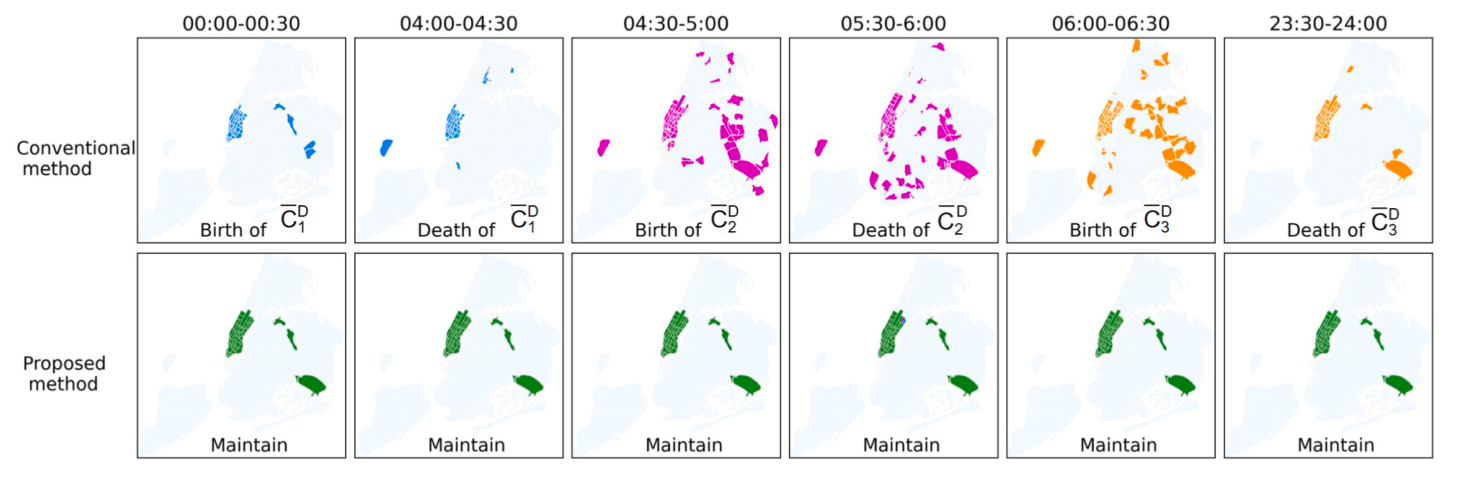 00:00-00:30 04:00-04:30 04:30-5:00 05:30-6:00 06:00-06:30 23:30-24:00
Conventional
method
Birth of C̅₁ᴰ Death of C̅₁ᴰ Birth of C̅₂ᴰ Death of C̅₂ᴰ Birth of C̅₃ᴰ Death of C̅₃ᴰ
Proposed
method
Maintain Maintain Maintain Maintain Maintain Maintain